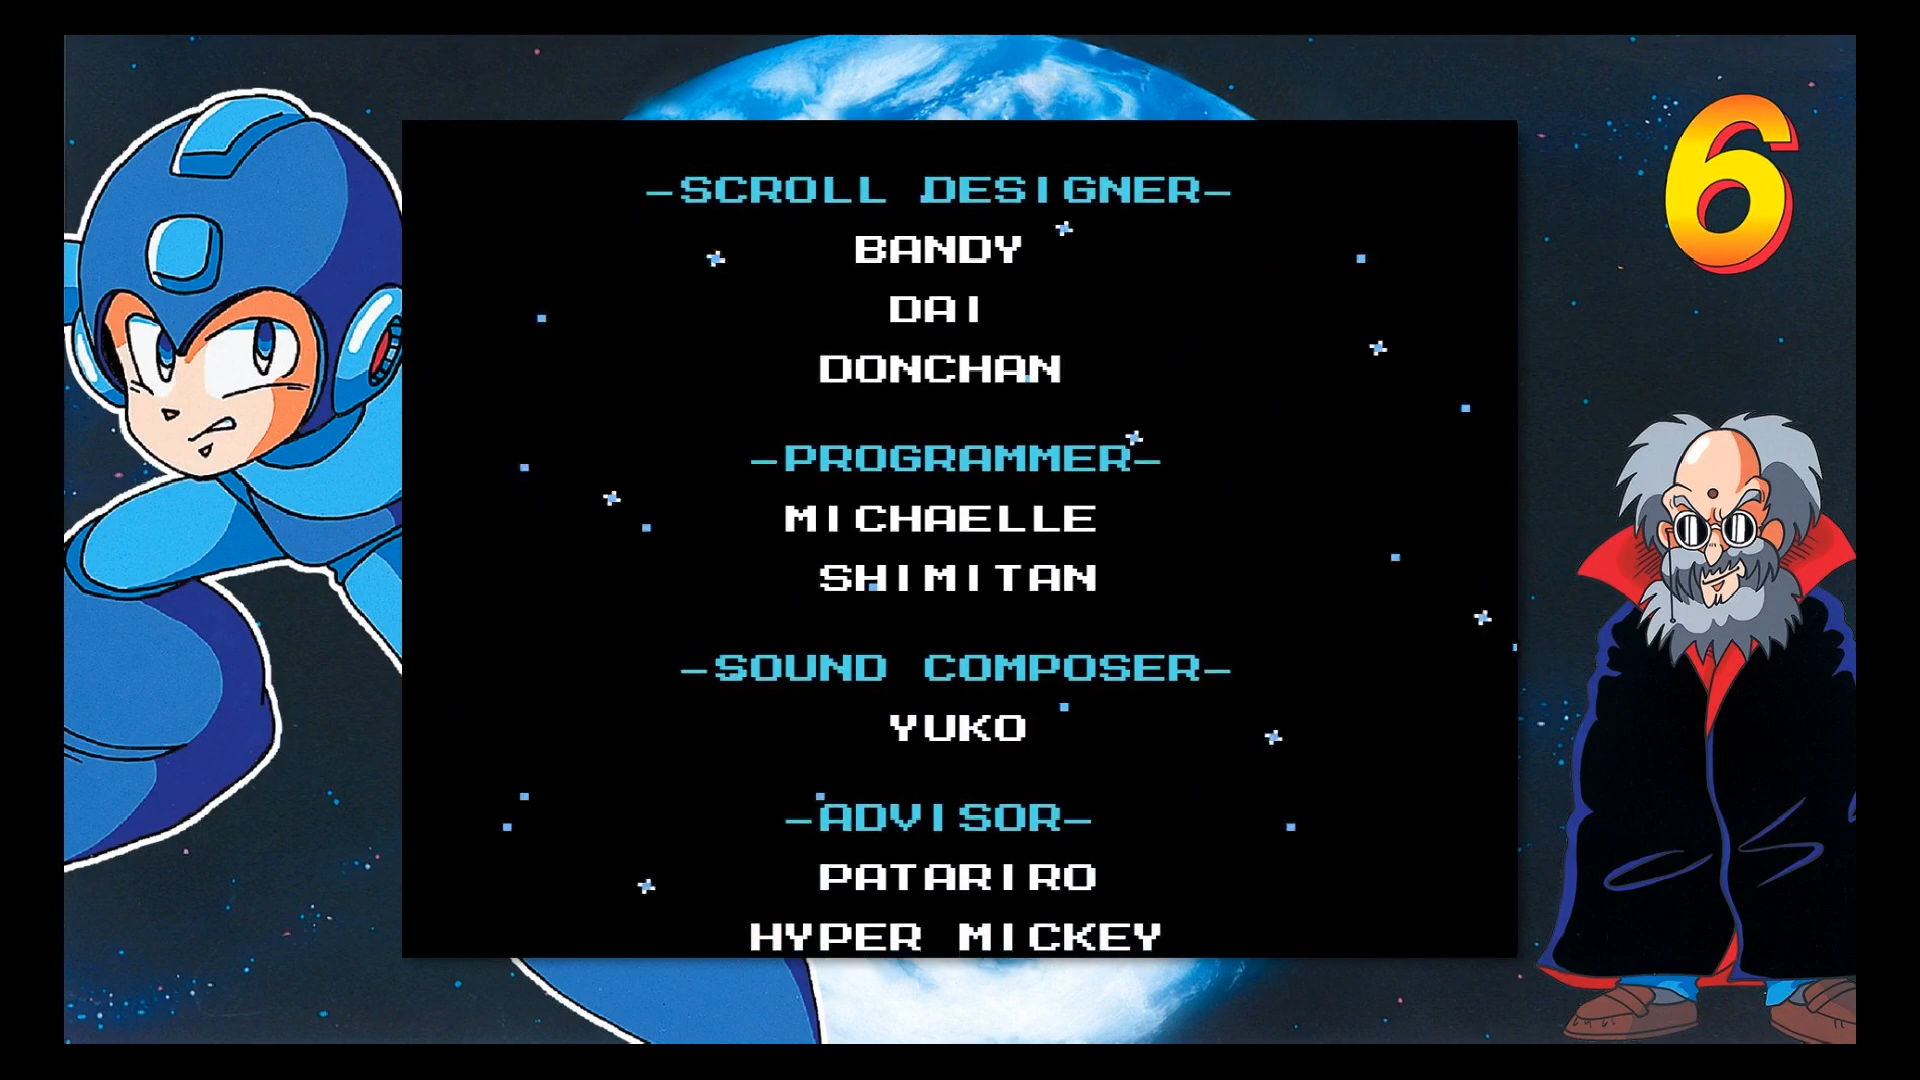 6
-SCROLL DESIGNER-
BANDY
DAI
DONCHAN
-PROGRAMMER-
MICHAELLE
SHIMITAN
-SOUND COMPOSER-
YUKO
-ADVISOR-
PATARIRO
HYPER MICKEY